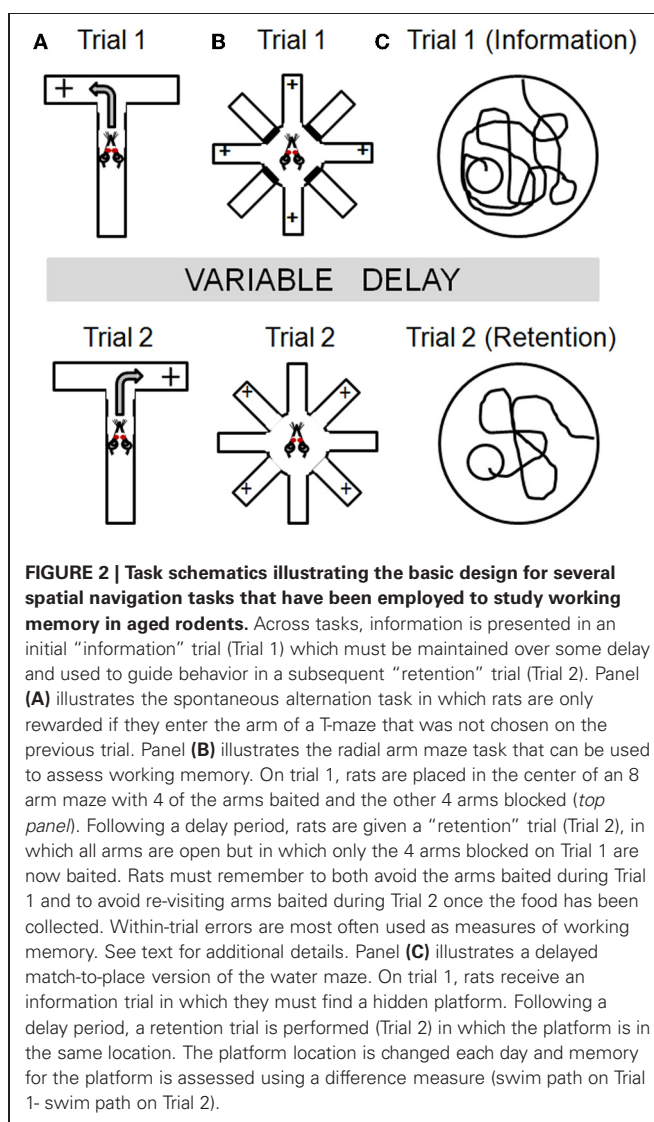 A Trial 1 B Trial 1 C Trial 1 (Information)
+
+
+ +
+
VARIABLE DELAY
Trial 2 Trial 2 Trial 2 (Retention)
+
+ +
+ +
FIGURE 2 | Task schematics illustrating the basic design for several
spatial navigation tasks that have been employed to study working
memory in aged rodents. Across tasks, information is presented in an
initial “information” trial (Trial 1) which must be maintained over some delay
and used to guide behavior in a subsequent “retention” trial (Trial 2). Panel
(A) illustrates the spontaneous alternation task in which rats are only
rewarded if they enter the arm of a T-maze that was not chosen on the
previous trial. Panel (B) illustrates the radial arm maze task that can be used
to assess working memory. On trial 1, rats are placed in the center of an 8
arm maze with 4 of the arms baited and the other 4 arms blocked (top
panel). Following a delay period, rats are given a “retention” trial (Trial 2), in
which all arms are open but in which only the 4 arms blocked on Trial 1 are
now baited. Rats must remember to both avoid the arms baited during Trial
1 and to avoid re-visiting arms baited during Trial 2 once the food has been
collected. Within-trial errors are most often used as measures of working
memory. See text for additional details. Panel (C) illustrates a delayed
match-to-place version of the water maze. On trial 1, rats receive an
information trial in which they must find a hidden platform. Following a
delay period, a retention trial is performed (Trial 2) in which the platform is in
the same location. The platform location is changed each day and memory
for the platform is assessed using a difference measure (swim path on Trial
1- swim path on Trial 2).